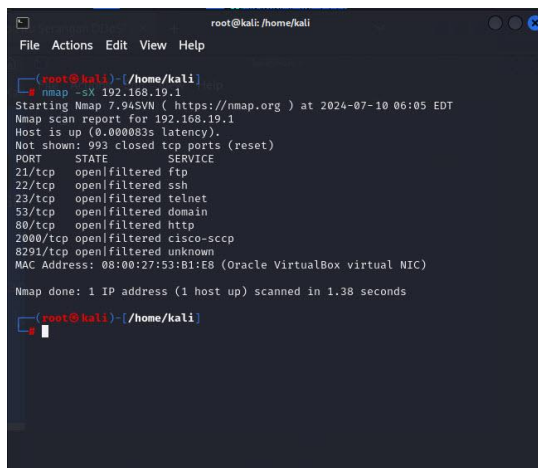 root@kali: /home/kali
File Actions Edit View Help
(root㉿kali)-[/home/kali]
# nmap -sX 192.168.19.1
Starting Nmap 7.94SVN ( https://nmap.org ) at 2024-07-10 06:05 EDT
Nmap scan report for 192.168.19.1
Host is up (0.000083s latency).
Not shown: 993 closed tcp ports (reset)
PORT STATE SERVICE
21/tcp open|filtered ftp
22/tcp open|filtered ssh
23/tcp open|filtered telnet
53/tcp open|filtered domain
80/tcp open|filtered http
2000/tcp open|filtered cisco-sccp
8291/tcp open|filtered unknown
MAC Address: 08:00:27:53:B1:E8 (Oracle VirtualBox virtual NIC)
Nmap done: 1 IP address (1 host up) scanned in 1.38 seconds
(root㉿kali)-[/home/kali]
#